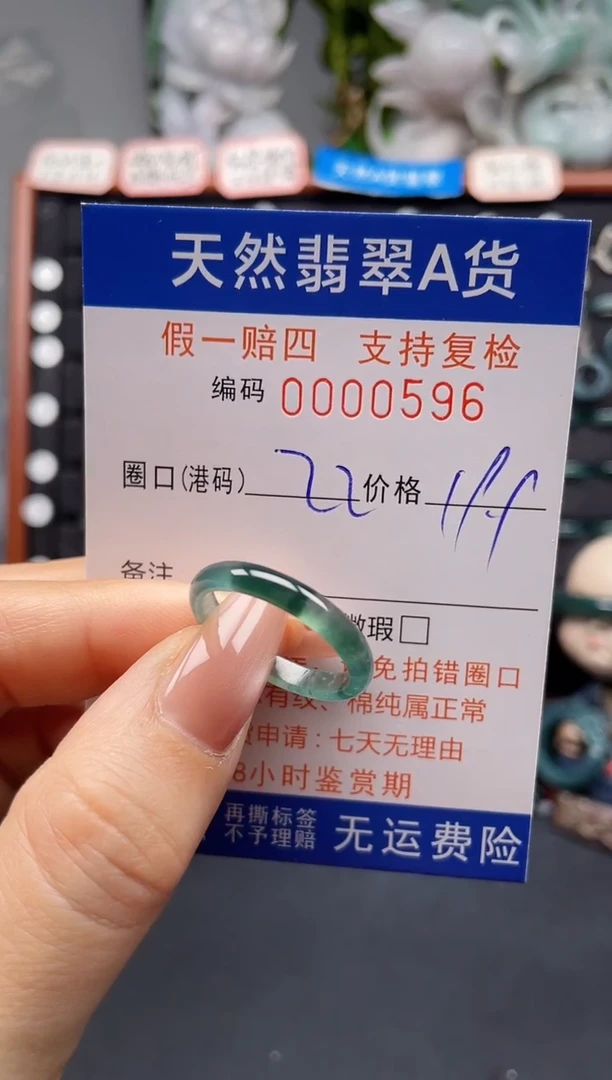 天然翡翠A货
假一赔四 支持复检
编码 0000596
圈口(港码) 22 价格
备注
微瑕□
免拍错圈口
有纹、棉纯属正常
申请:七天无理由
8小时鉴赏期
再撕标签
不予理赔
无运费险